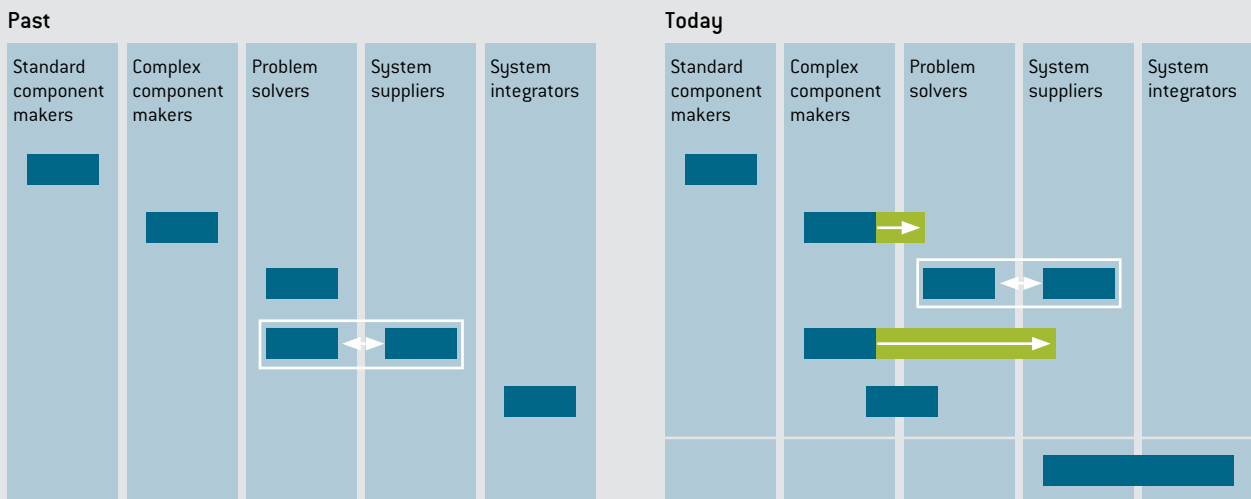 Past
Standard
component
makers
Complex
component
makers
Problem
solvers
System
suppliers
System
integrators
Today
Standard
component
makers
Complex
component
makers
Problem
solvers
System
suppliers
System
integrators